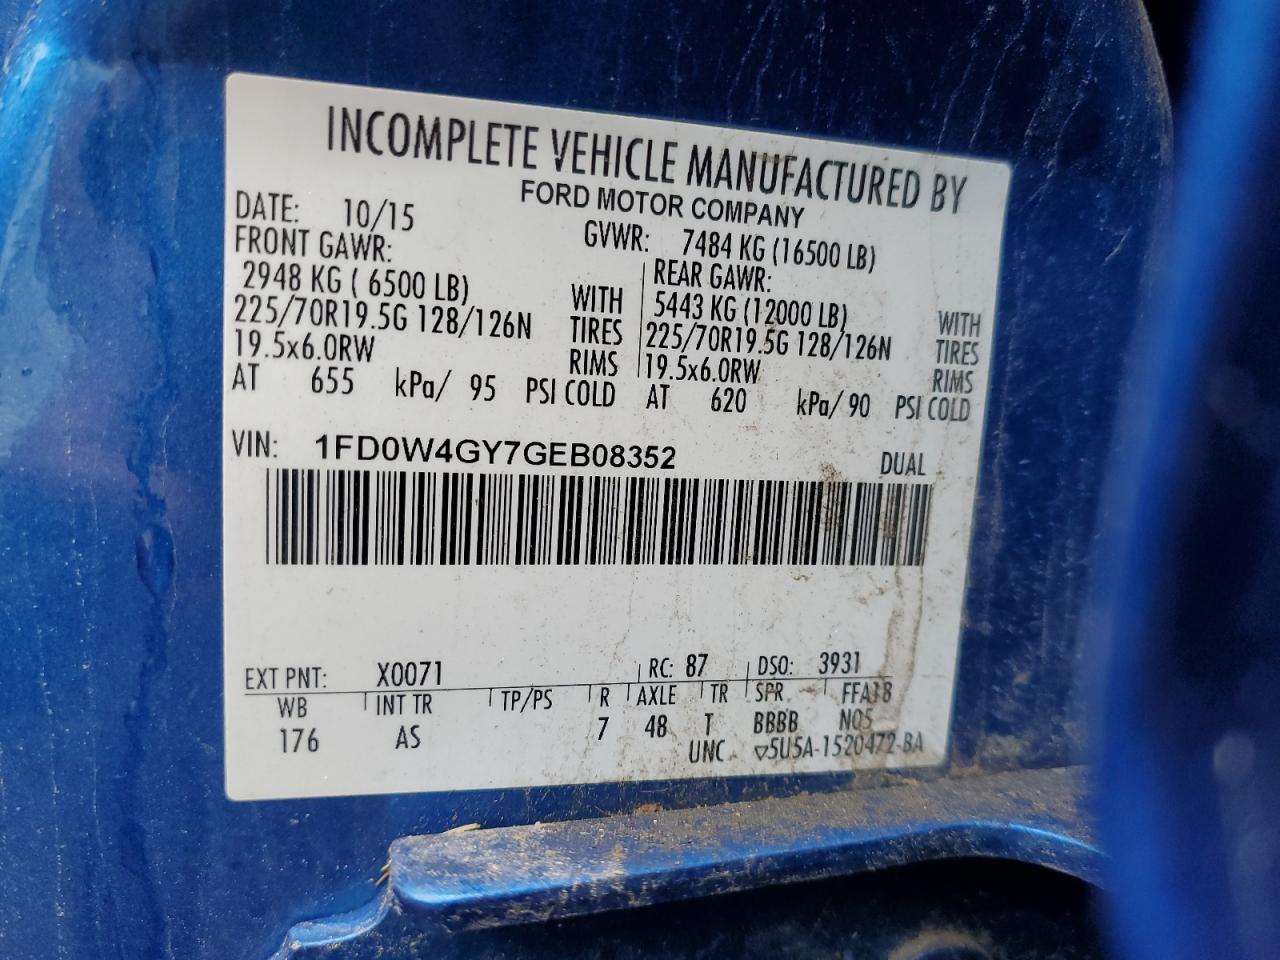 INCOMPLETE VEHICLE MANUFACTURED BY
FORD MOTOR COMPANY
DATE: 10/15 GVWR: 7484 KG (16500 LB)
FRONT GAWR: REAR GAWR:
2948 KG ( 6500 LB) WITH 5443 KG (12000 LB) WITH
225/70R19.5G 128/126N TIRES 225/70R19.5G 128/126N TIRES
19.5x6.0RW RIMS 19.5x6.0RW RIMS
AT 655 kPa/ 95 PSI COLD AT 620 kPa/ 90 PSI COLD
VIN: 1FD0W4GY7GEB08352 DUAL
EXT PNT: X0071 RC: 87 DSO: 3931
WB INT TR TP/PS R AXLE TR SPR FFA18
176 AS 7 48 T BBBB N05
UNC ▽5U5A-1520472-BA